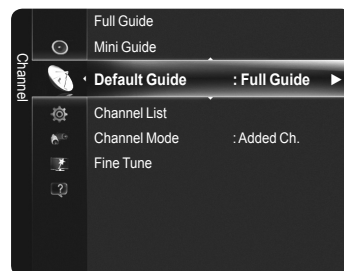 Channel
Full Guide
Mini Guide
Default Guide : Full Guide ►
Channel List
Channel Mode : Added Ch.
Fine Tune